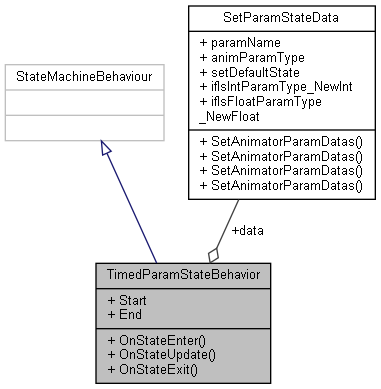 SetParamStateData
+ paramName
+ animParamType
+ setDefaultState
+ ifIsIntParamType_NewInt
+ ifIsFloatParamType
_NewFloat
+ SetAnimatorParamDatas()
+ SetAnimatorParamDatas()
+ SetAnimatorParamDatas()
+ SetAnimatorParamDatas()
StateMachineBehaviour
+data
TimedParamStateBehavior
+ Start
+ End
+ OnStateEnter()
+ OnStateUpdate()
+ OnStateExit()